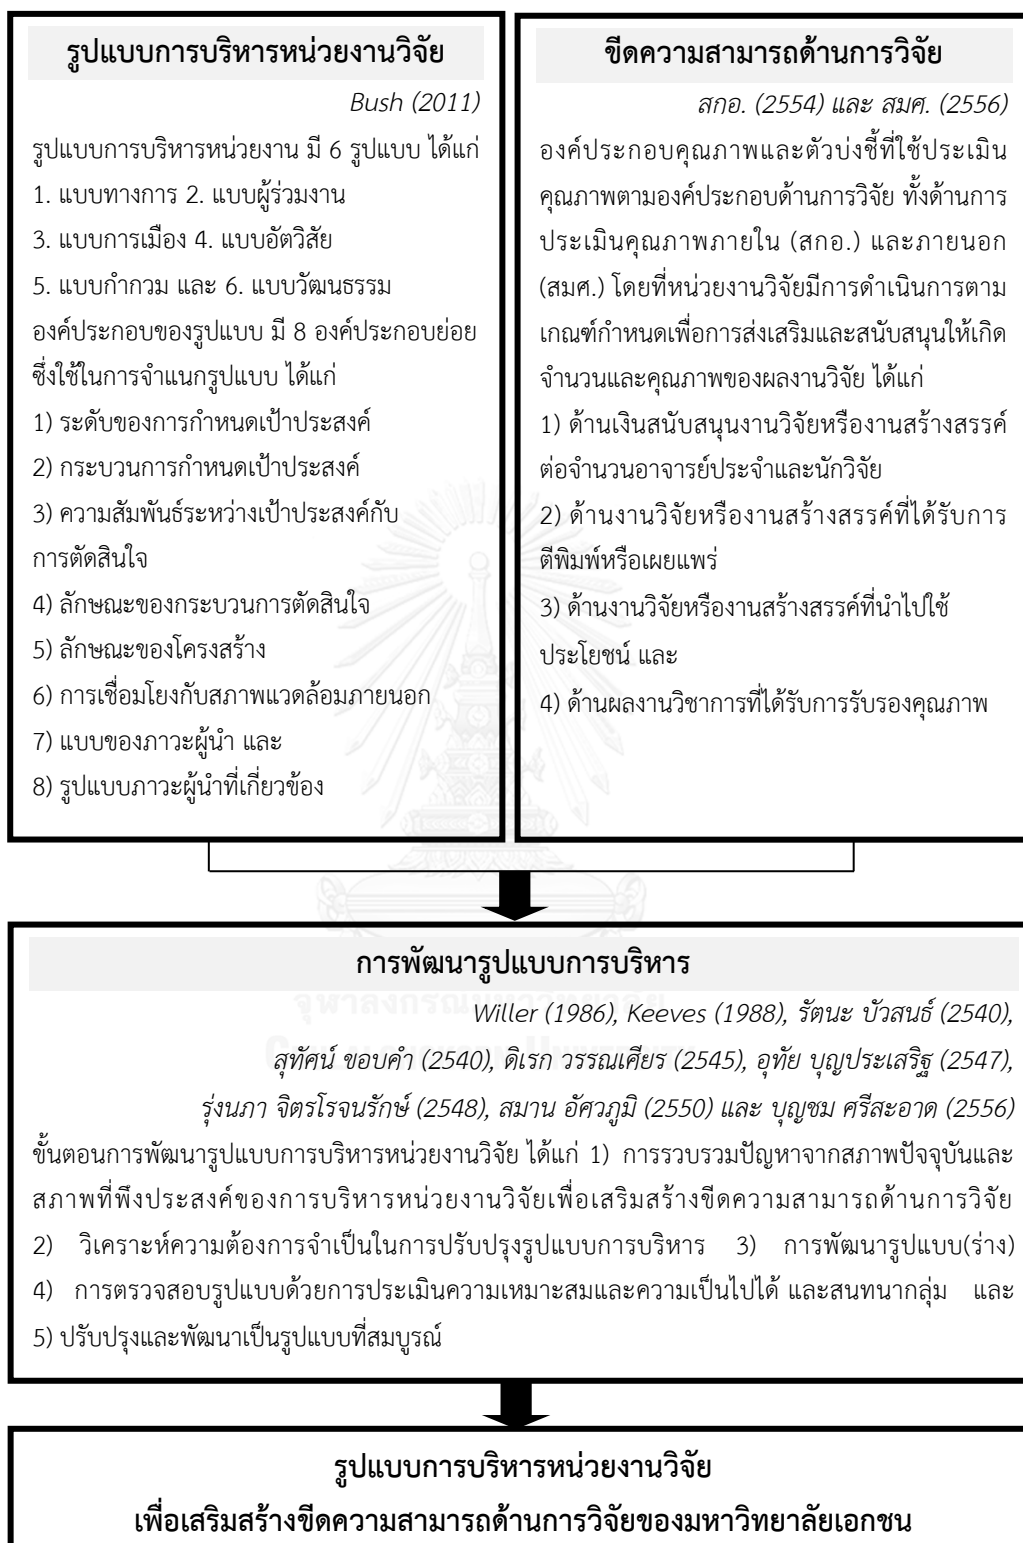 รูปแบบการบริหารหน่วยงานวิจัย
Bush (2011)
รูปแบบการบริหารหน่วยงาน มี 6 รูปแบบ ได้แก่
1. แบบทางการ 2. แบบผู้ร่วมงาน
3. แบบการเมือง 4. แบบอัตวิสัย
5. แบบกำกวม และ 6. แบบวัฒนธรรม
องค์ประกอบของรูปแบบ มี 8 องค์ประกอบย่อย
ซึ่งใช้ในการจำแนกรูปแบบ ได้แก่
1) ระดับของการกำหนดเป้าประสงค์
2) กระบวนการกำหนดเป้าประสงค์
3) ความสัมพันธ์ระหว่างเป้าประสงค์กับ
การตัดสินใจ
4) ลักษณะของกระบวนการตัดสินใจ
5) ลักษณะของโครงสร้าง
6) การเชื่อมโยงกับสภาพแวดล้อมภายนอก
7) แบบของภาวะผู้นำ และ
8) รูปแบบภาวะผู้นำที่เกี่ยวข้อง
ขีดความสามารถด้านการวิจัย
สกอ. (2554) และ สมศ. (2556)
องค์ประกอบคุณภาพและตัวบ่งชี้ที่ใช้ประเมิน
คุณภาพตามองค์ประกอบด้านการวิจัย ทั้งด้านการ
ประเมินคุณภาพภายใน (สกอ.) และภายนอก
(สมศ.) โดยที่หน่วยงานวิจัยมีการดำเนินการตาม
เกณฑ์กำหนดเพื่อการส่งเสริมและสนับสนุนให้เกิด
จำนวนและคุณภาพของผลงานวิจัย ได้แก่
1) ด้านเงินสนับสนุนงานวิจัยหรืองานสร้างสรรค์
ต่อจำนวนอาจารย์ประจำและนักวิจัย
2) ด้านงานวิจัยหรืองานสร้างสรรค์ที่ได้รับการ
ตีพิมพ์หรือเผยแพร่
3) ด้านงานวิจัยหรืองานสร้างสรรค์ที่นำไปใช้
ประโยชน์ และ
4) ด้านผลงานวิชาการที่ได้รับการรับรองคุณภาพ
การพัฒนารูปแบบการบริหาร
จุฬาลงกรณ์มหาวิทยาลัย
Willer (1986), Keeves (1988), รัตนะ บัวสนธ์ (2540),
สุทัศน์ ขอบคำ (2540), ดิเรก วรรณเศียร (2545), อุทัย บุญประเสริฐ (2547),
รุ่งนภา จิตรโรจนรักษ์ (2548), สมาน อัศวภูมิ (2550) และ บุญชม ศรีสะอาด (2556)
ขั้นตอนการพัฒนารูปแบบการบริหารหน่วยงานวิจัย ได้แก่ 1) การรวบรวมปัญหาจากสภาพปัจจุบันและ
สภาพที่พึงประสงค์ของการบริหารหน่วยงานวิจัยเพื่อเสริมสร้างขีดความสามารถด้านการวิจัย
2) วิเคราะห์ความต้องการจำเป็นในการปรับปรุงรูปแบบการบริหาร 3) การพัฒนารูปแบบ(ร่าง)
4) การตรวจสอบรูปแบบด้วยการประเมินความเหมาะสมและความเป็นไปได้ และสนทนากลุ่ม และ
5) ปรับปรุงและพัฒนาเป็นรูปแบบที่สมบูรณ์
รูปแบบการบริหารหน่วยงานวิจัย
เพื่อเสริมสร้างขีดความสามารถด้านการวิจัยของมหาวิทยาลัยเอกชน